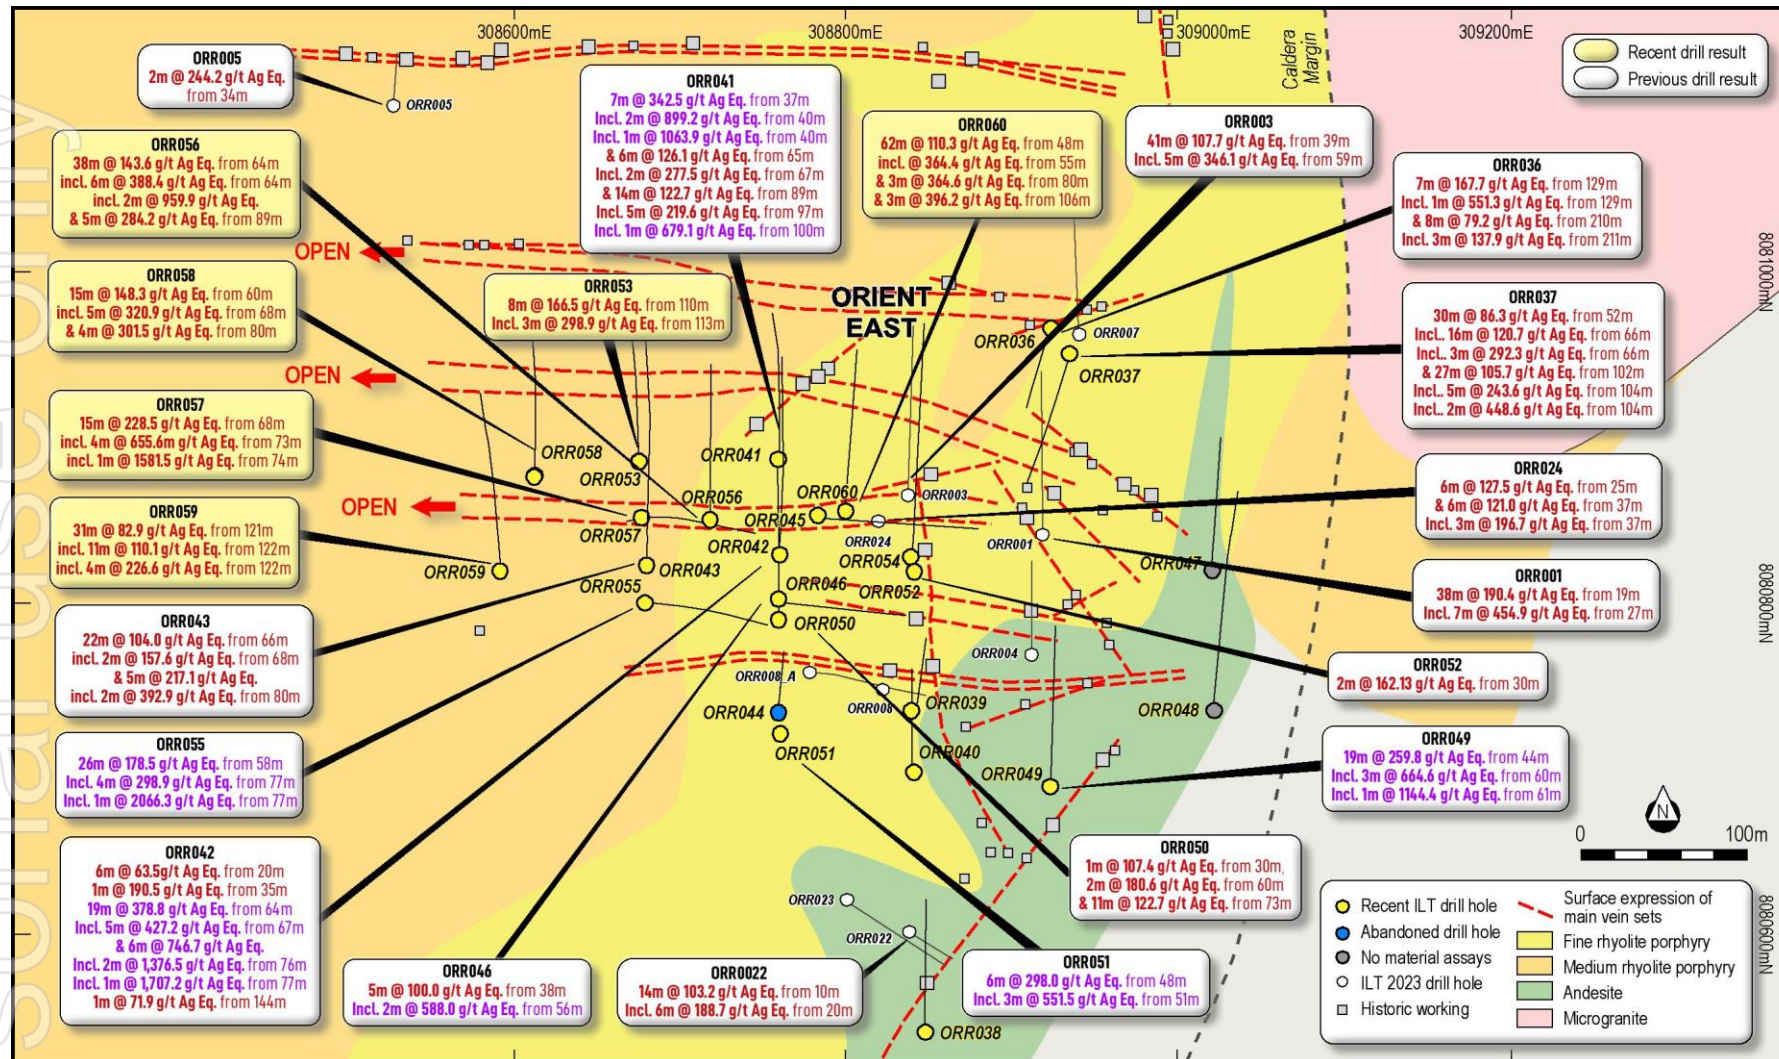 308600mE
308800mE
309000mE
309200mE
Caldera
Margin
Recent drill result
Previous drill result
ORR005
2m @ 244.2 g/t Ag Eq.
from 34m
ORR005
ORR041
7m @ 342.5 g/t Ag Eq. from 37m
Incl. 2m @ 899.2 g/t Ag Eq. from 40m
Incl. 1m @ 1063.9 g/t Ag Eq. from 40m
& 6m @ 126.1 g/t Ag Eq. from 65m
Incl. 2m @ 277.5 g/t Ag Eq. from 67m
& 14m @ 122.7 g/t Ag Eq. from 89m
Incl. 5m @ 219.6 g/t Ag Eq. from 97m
Incl. 1m @ 679.1 g/t Ag Eq. from 100m
ORR060
62m @ 110.3 g/t Ag Eq. from 48m
incl. @ 364.4 g/t Ag Eq. from 55m
& 3m @ 364.6 g/t Ag Eq. from 80m
& 3m @ 396.2 g/t Ag Eq. from 106m
ORR003
41m @ 107.7 g/t Ag Eq. from 39m
Incl. 5m @ 346.1 g/t Ag Eq. from 59m
ORR056
38m @ 143.6 g/t Ag Eq. from 64m
incl. 6m @ 388.4 g/t Ag Eq. from 64m
incl. 2m @ 959.9 g/t Ag Eq.
& 5m @ 284.2 g/t Ag Eq. from 89m
ORR036
7m @ 167.7 g/t Ag Eq. from 129m
Incl. 1m @ 551.3 g/t Ag Eq. from 129m
& 8m @ 79.2 g/t Ag Eq. from 210m
Incl. 3m @ 137.9 g/t Ag Eq. from 211m
OPEN
8081000mN
ORR058
15m @ 148.3 g/t Ag Eq. from 60m
incl. 5m @ 320.9 g/t Ag Eq. from 68m
& 4m @ 301.5 g/t Ag Eq. from 80m
ORR053
8m @ 166.5 g/t Ag Eq. from 110m
Incl. 3m @ 298.9 g/t Ag Eq. from 113m
ORIENT
EAST
ORR036
ORR007
ORR037
ORR037
30m @ 86.3 g/t Ag Eq. from 52m
Incl. 16m @ 120.7 g/t Ag Eq. from 66m
Incl. 3m @ 292.3 g/t Ag Eq. from 66m
& 27m @ 105.7 g/t Ag Eq. from 102m
Incl. 5m @ 243.6 g/t Ag Eq. from 104m
Incl. 2m @ 448.6 g/t Ag Eq. from 104m
OPEN
ORR057
15m @ 228.5 g/t Ag Eq. from 68m
incl. 4m @ 655.6m g/t Ag Eq. from 73m
incl. 1m @ 1581.5 g/t Ag Eq. from 74m
ORR058
ORR053
ORR041
ORR056
ORR060
ORR003
ORR045
OPEN
ORR057
ORR042
ORR024
ORR001
ORR024
6m @ 127.5 g/t Ag Eq. from 25m
& 6m @ 121.0 g/t Ag Eq. from 37m
Incl. 3m @ 196.7 g/t Ag Eq. from 37m
ORR059
31m @ 82.9 g/t Ag Eq. from 121m
incl. 11m @ 110.1 g/t Ag Eq. from 122m
incl. 4m @ 226.6 g/t Ag Eq. from 122m
ORR059
ORR043
ORR055
ORR046
ORR054
ORR052
ORR047
ORR050
ORR001
38m @ 190.4 g/t Ag Eq. from 19m
Incl. 7m @ 454.9 g/t Ag Eq. from 27m
8080800mN
ORR043
22m @ 104.0 g/t Ag Eq. from 66m
incl. 2m @ 157.6 g/t Ag Eq. from 68m
& 5m @ 217.1 g/t Ag Eq.
incl. 2m @ 392.9 g/t Ag Eq. from 80m
ORR008_A
ORR008
ORR004
ORR052
2m @ 162.13 g/t Ag Eq. from 30m
ORR044
ORR039
ORR048
ORR051
ORR040
ORR049
ORR055
26m @ 178.5 g/t Ag Eq. from 58m
Incl. 4m @ 298.9 g/t Ag Eq. from 77m
Incl. 1m @ 2066.3 g/t Ag Eq. from 77m
ORR049
19m @ 259.8 g/t Ag Eq. from 44m
Incl. 3m @ 664.6 g/t Ag Eq. from 60m
Incl. 1m @ 1144.4 g/t Ag Eq. from 61m
N
0 100m
ORR042
6m @ 63.5g/t Ag Eq. from 20m
1m @ 190.5 g/t Ag Eq. from 35m
19m @ 378.8 g/t Ag Eq. from 64m
Incl. 5m @ 427.2 g/t Ag Eq. from 67m
& 6m @ 746.7 g/t Ag Eq.
Incl. 2m @ 1,376.5 g/t Ag Eq. from 76m
Incl. 1m @ 1,707.2 g/t Ag Eq. from 77m
1m @ 71.9 g/t Ag Eq. from 144m
ORR050
1m @ 107.4 g/t Ag Eq. from 30m,
2m @ 180.6 g/t Ag Eq. from 60m
& 11m @ 122.7 g/t Ag Eq. from 73m
ORR023
ORR022
ORR046
5m @ 100.0 g/t Ag Eq. from 38m
Incl. 2m @ 588.0 g/t Ag Eq. from 56m
ORR0022
14m @ 103.2 g/t Ag Eq. from 10m
Incl. 6m @ 188.7 g/t Ag Eq. from 20m
ORR051
6m @ 298.0 g/t Ag Eq. from 48m
Incl. 3m @ 551.5 g/t Ag Eq. from 51m
ORR038
Recent ILT drill hole
Abandoned drill hole
No material assays
ILT 2023 drill hole
Historic working
Surface expression of
main vein sets
Fine rhyolite porphyry
Medium rhyolite porphyry
Andesite
Microgranite
8080600mN